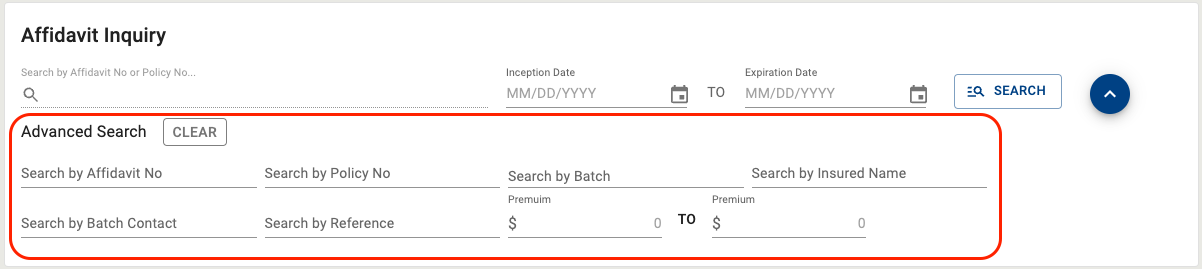 Affidavit Inquiry
Search by Affidavit No or Policy No...
Inception Date
MM/DD/YYYY
TO
Expiration Date
MM/DD/YYYY
SEARCH
Advanced Search
CLEAR
Search by Affidavit No
Search by Policy No
Search by Batch
Search by Insured Name
Search by Batch Contact
Search by Reference
Premuim
$ 0
TO
Premium
$ 0